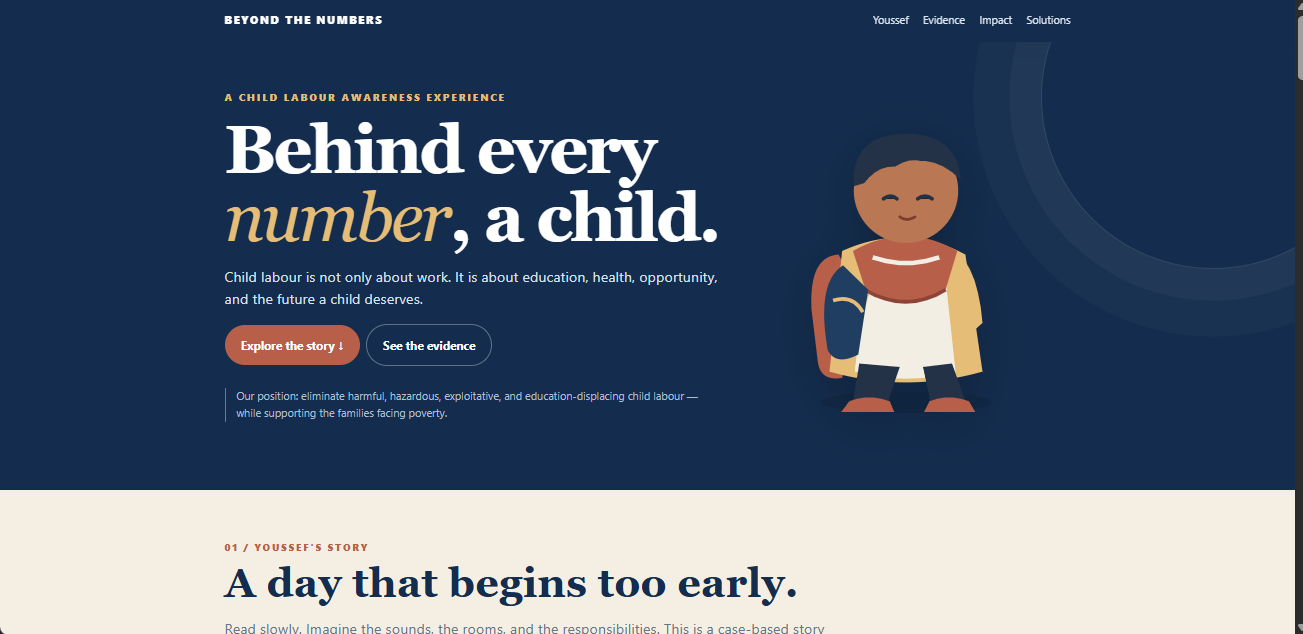 BEYOND THE NUMBERS
Youssef Evidence Impact Solutions
A CHILD LABOUR AWARENESS EXPERIENCE
Behind every
number, a child.
Child labour is not only about work. It is about education, health, opportunity,
and the future a child deserves.
Explore the story ↓ See the evidence
Our position: eliminate harmful, hazardous, exploitative, and education-displacing child labour —
while supporting the families facing poverty.
01 / YOUSSEF'S STORY
A day that begins too early.
Read slowly. Imagine the sounds, the rooms, and the responsibilities. This is a case-based story